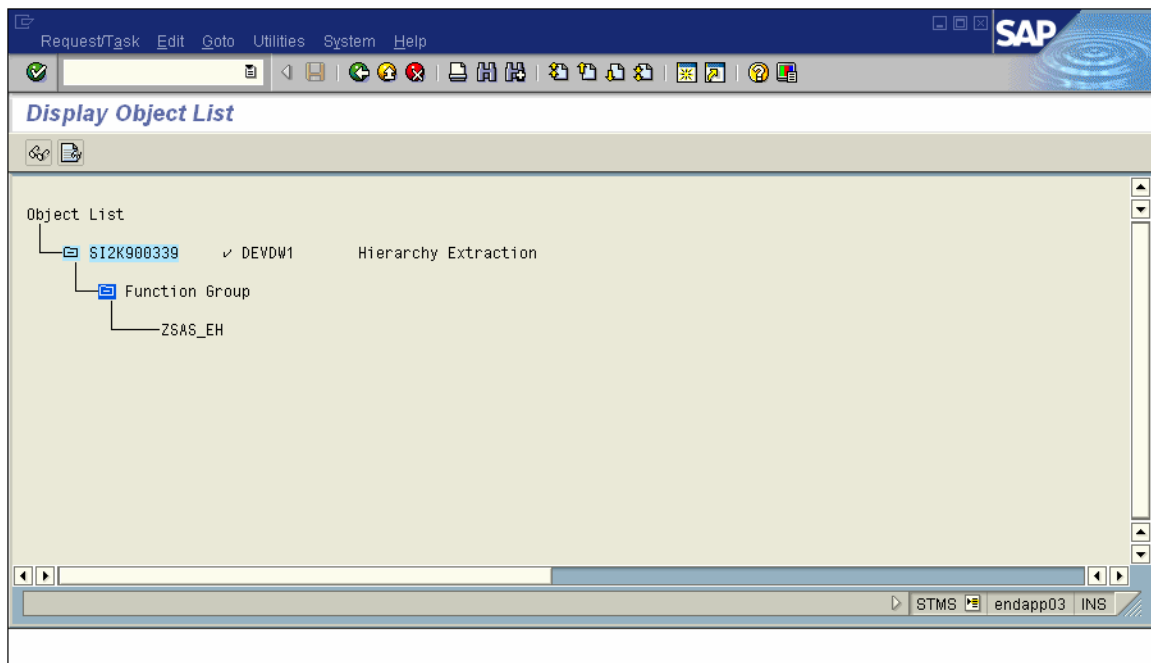 Request/Task Edit Goto Utilities System Help
SAP
Display Object List
Object List
SI2K900339 DEVDW1 Hierarchy Extraction
Function Group
ZSAS_EH
STMS endapp03 INS